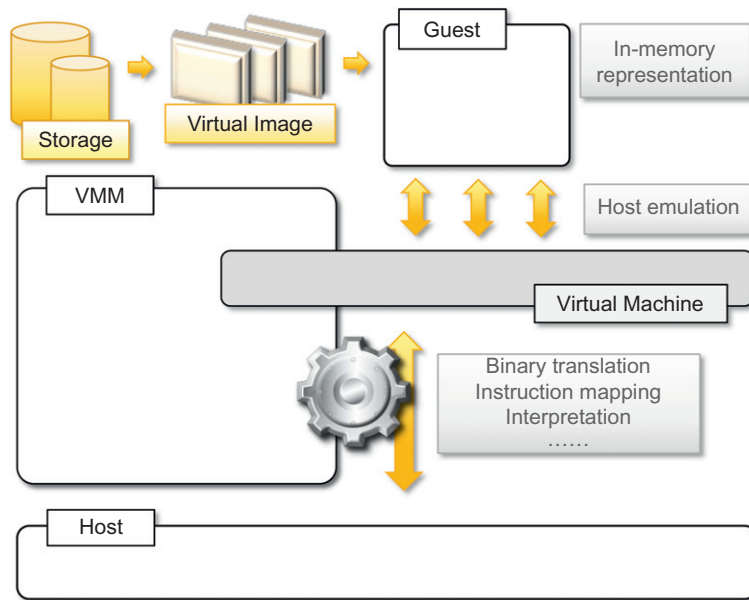 Guest
In-memory
representation
Virtual Image
Storage
VMM
Host emulation
Virtual Machine
Binary translation
Instruction mapping
Interpretation
......
Host